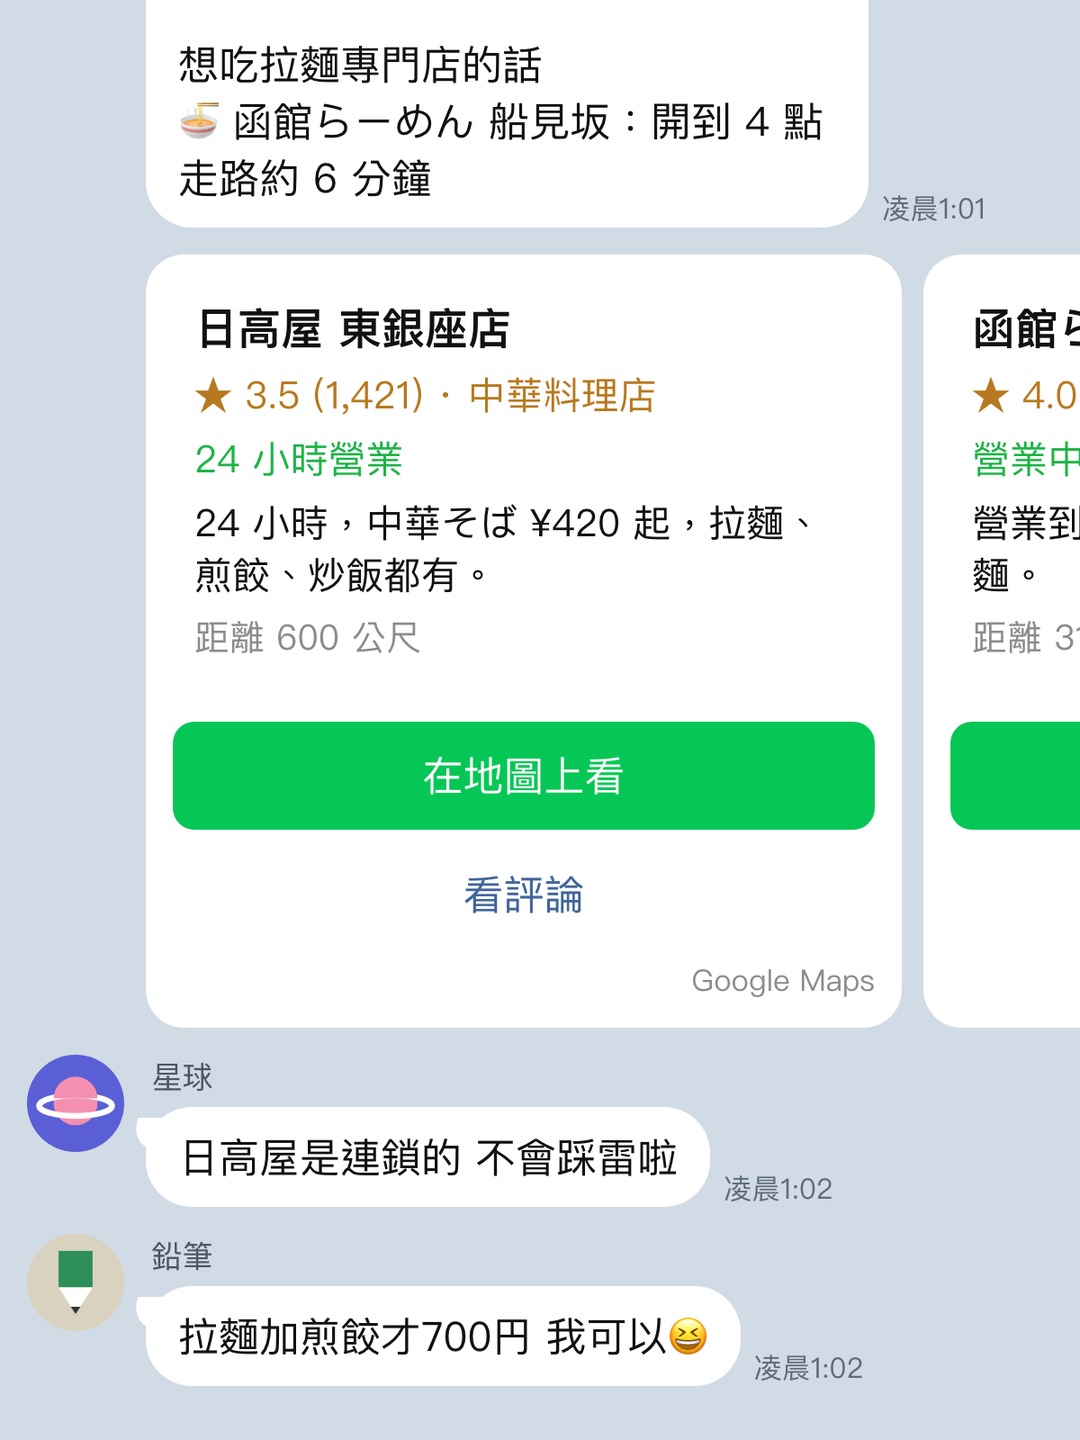 想吃拉麵專門店的話
🍜 函館らーめん 船見坂：開到 4 點
走路約 6 分鐘
凌晨1:01
日高屋 東銀座店
★ 3.5 (1,421) · 中華料理店
24 小時營業
24 小時，中華そば ¥420 起，拉麵、
煎餃、炒飯都有。
距離 600 公尺
在地圖上看
看評論
Google Maps
函館ら
★ 4.0
營業中
營業到
麵。
距離 31
星球
日高屋是連鎖的 不會踩雷啦
凌晨1:02
鉛筆
拉麵加煎餃才700円 我可以😆
凌晨1:02